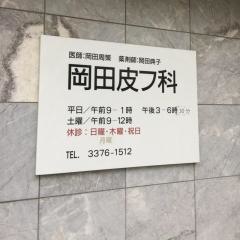 医師:岡田周策　薬剤師:岡田典子
岡田皮フ科
平日/午前9－1時　午後3－6時30分
土曜/午前9－12時
休診:日曜・木曜・祝日
月曜
TEL. 3376-1512